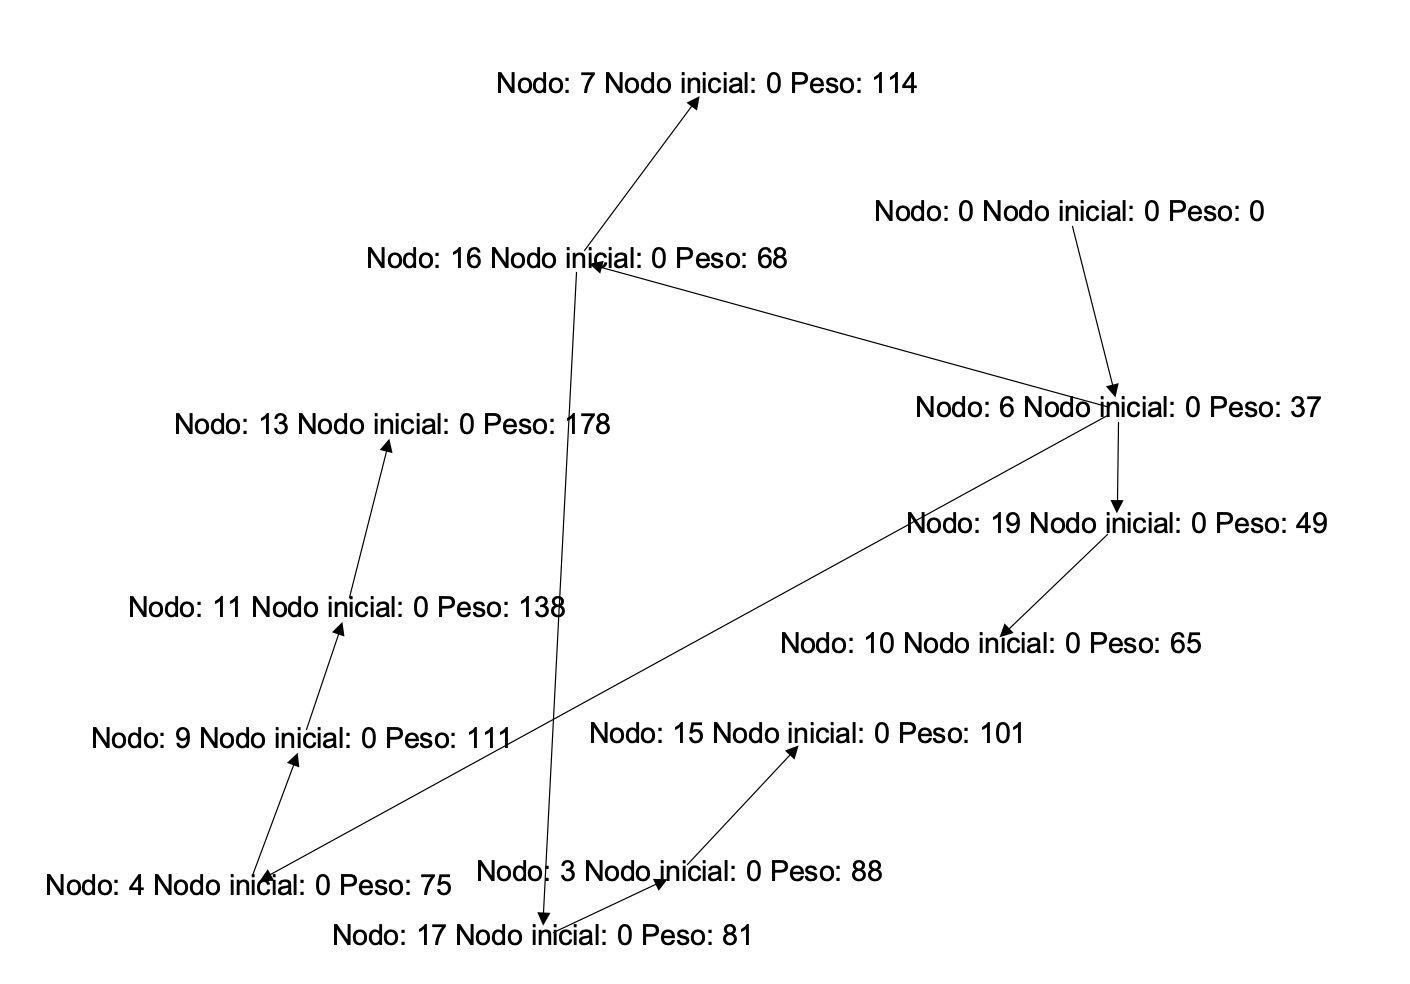 Nodo: 7 Nodo inicial: 0 Peso: 114
Nodo: 0 Nodo inicial: 0 Peso: 0
Nodo: 16 Nodo inicial: 0 Peso: 68
Nodo: 6 Nodo inicial: 0 Peso: 37
Nodo: 13 Nodo inicial: 0 Peso: 178
Nodo: 19 Nodo inicial: 0 Peso: 49
Nodo: 11 Nodo inicial: 0 Peso: 138
Nodo: 10 Nodo inicial: 0 Peso: 65
Nodo: 15 Nodo inicial: 0 Peso: 101
Nodo: 9 Nodo inicial: 0 Peso: 111
Nodo: 3 Nodo inicial: 0 Peso: 88
Nodo: 4 Nodo inicial: 0 Peso: 75
Nodo: 17 Nodo inicial: 0 Peso: 81